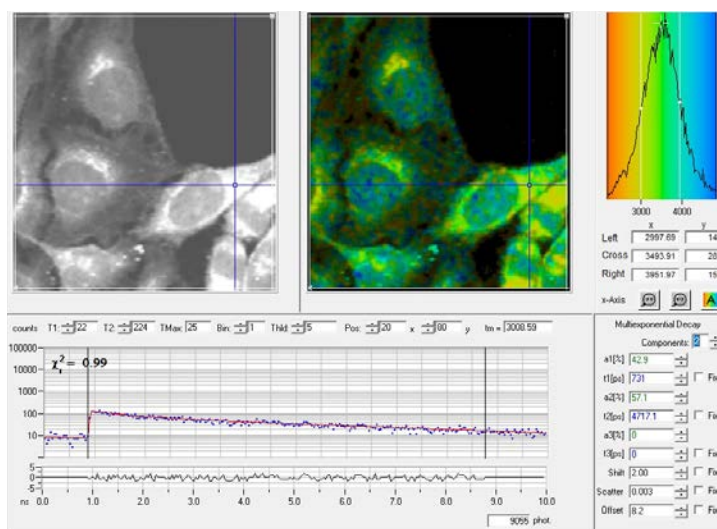 3000 4000
x y
Left 2997.69 14
Cross 3493.91 28
Right 3951.97 15
x-Axis
counts T1: 22 T2: 224 TMax: 25 Bin: 1 Thld: 5 Pos: 20 x 80 y tm = 3008.59
100000
10000
1000
100
10
χr² = 0.99
5
0
-5
ns 0.0 1.0 2.0 3.0 4.0 5.0 6.0 7.0 8.0 9.0 10.0
9055 phot.
Multiexponential Decay
Components: 2
a1[%] 42.9
t1[ps] 731 Fix
a2[%] 57.1
t2[ps] 4717.1 Fix
a3[%] 0
t3[ps] 0 Fix
Shift 2.00 Fix
Scatter 0.003 Fix
Offset 8.2 Fix